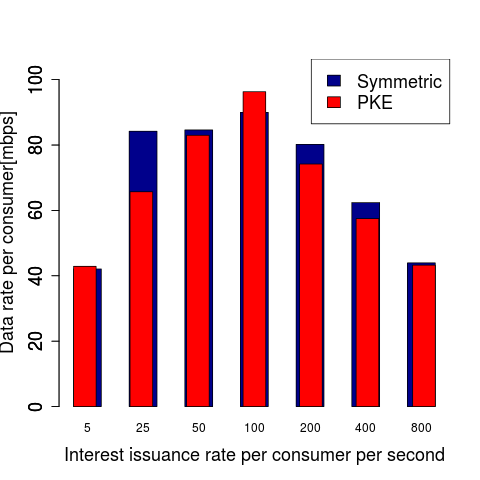 Symmetric
PKE
Data rate per consumer[mbps]
100
80
60
40
20
0
5 25 50 100 200 400 800
Interest issuance rate per consumer per second